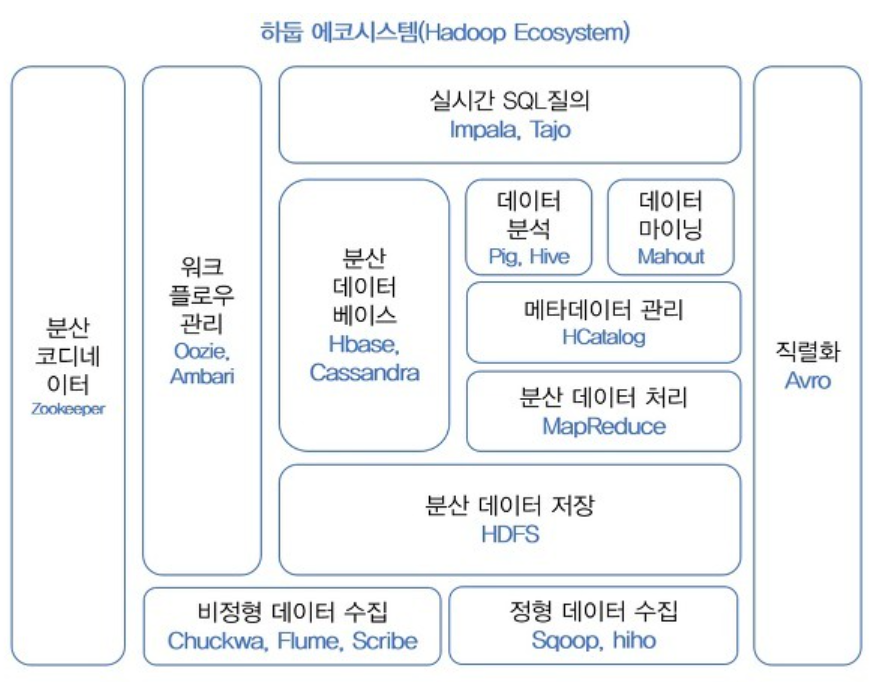 하둡 에코시스템(Hadoop Ecosystem)
분산
코디네
이터
Zookeeper
워크
플로우
관리
Oozie,
Ambari
실시간 SQL질의
Impala, Tajo
분산
데이터
베이스
Hbase,
Cassandra
데이터
분석
Pig, Hive
데이터
마이닝
Mahout
메타데이터 관리
HCatalog
분산 데이터 처리
MapReduce
분산 데이터 저장
HDFS
비정형 데이터 수집
Chuckwa, Flume, Scribe
정형 데이터 수집
Sqoop, hiho
직렬화
Avro